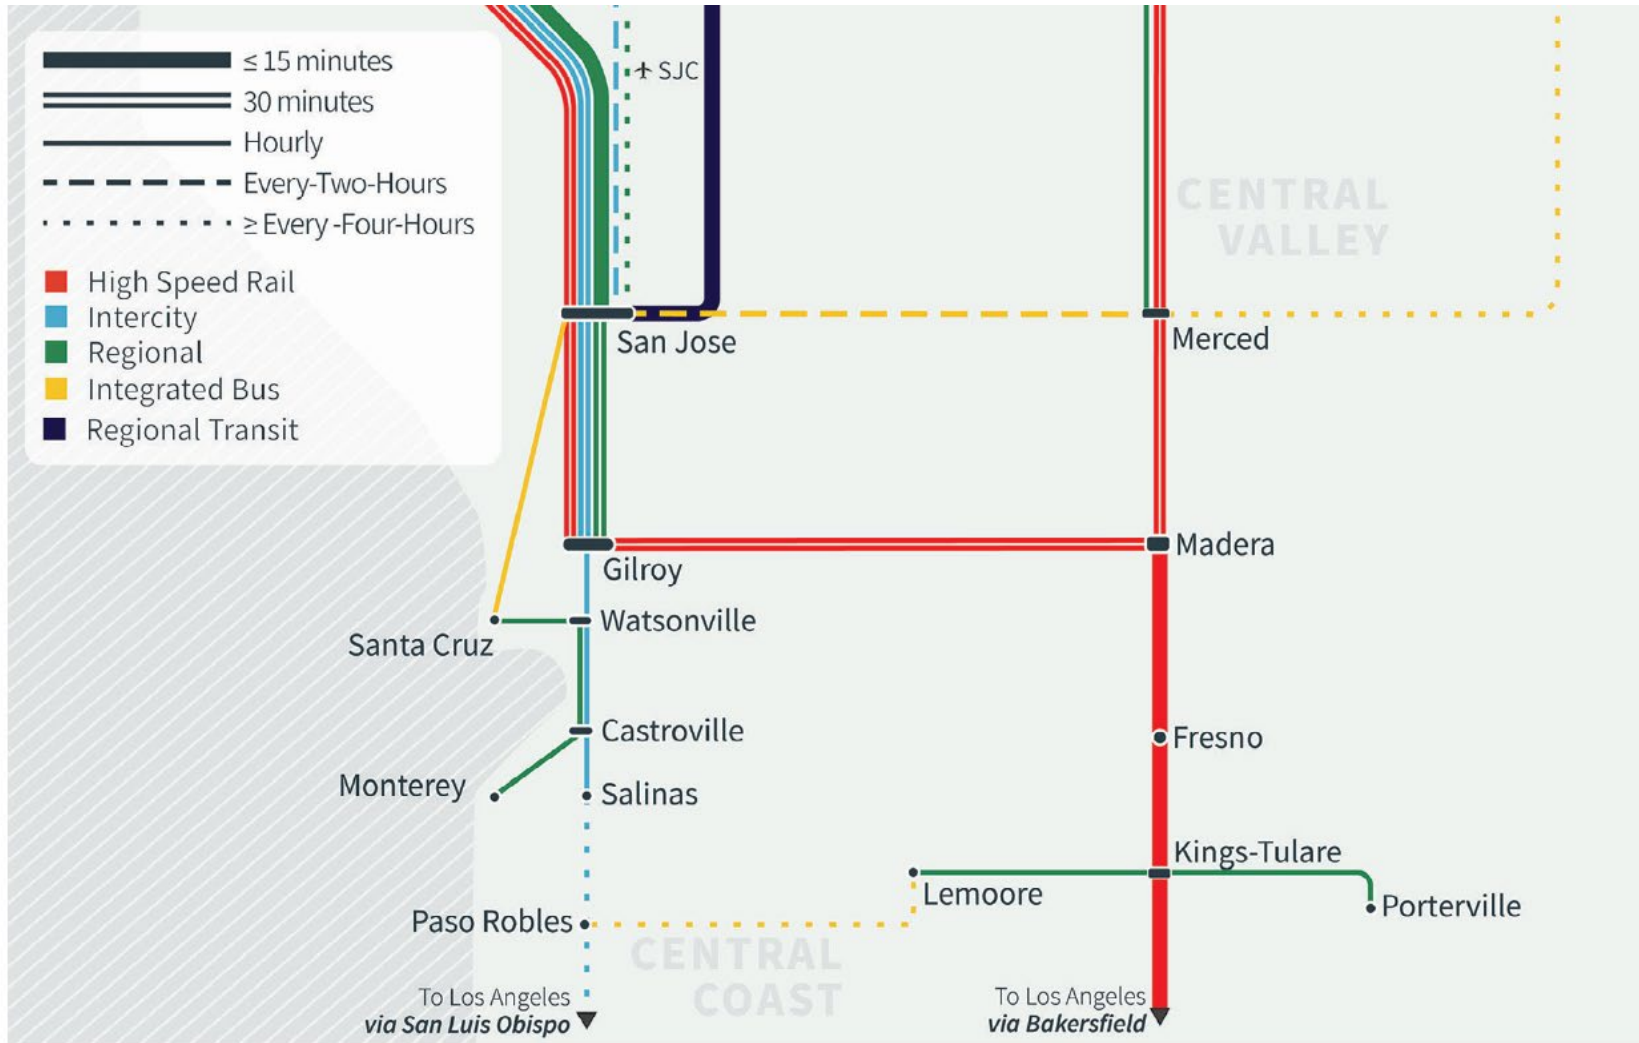 ≤ 15 minutes
30 minutes
Hourly
Every-Two-Hours
≥ Every -Four-Hours
High Speed Rail
Intercity
Regional
Integrated Bus
Regional Transit
SJC
CENTRAL
VALLEY
San Jose
Merced
Gilroy
Madera
Santa Cruz
Watsonville
Castroville
Fresno
Monterey
Salinas
Kings-Tulare
Lemoore
Porterville
Paso Robles
CENTRAL
COAST
To Los Angeles
via San Luis Obispo
To Los Angeles
via Bakersfield